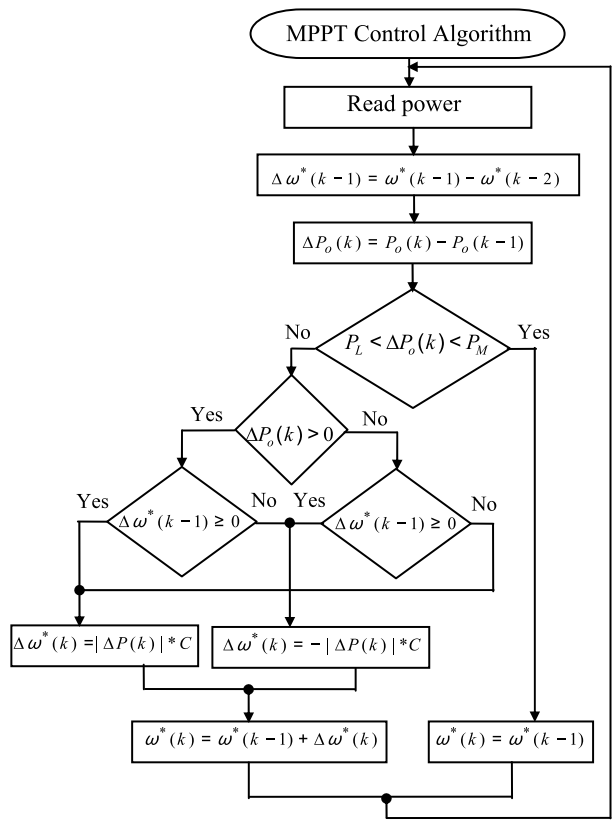 MPPT Control Algorithm
Read power
Δω*(k−1) = ω*(k−1) − ω*(k−2)
ΔP_o(k) = P_o(k) − P_o(k−1)
No
P_L < ΔP_o(k) < P_M
Yes
Yes
ΔP_o(k) > 0
No
Yes
Δω*(k−1) ≥ 0
No
Yes
Δω*(k−1) ≥ 0
No
Δω*(k) = |ΔP(k)| * C
Δω*(k) = − |ΔP(k)| * C
ω*(k) = ω*(k−1) + Δω*(k)
ω*(k) = ω*(k−1)